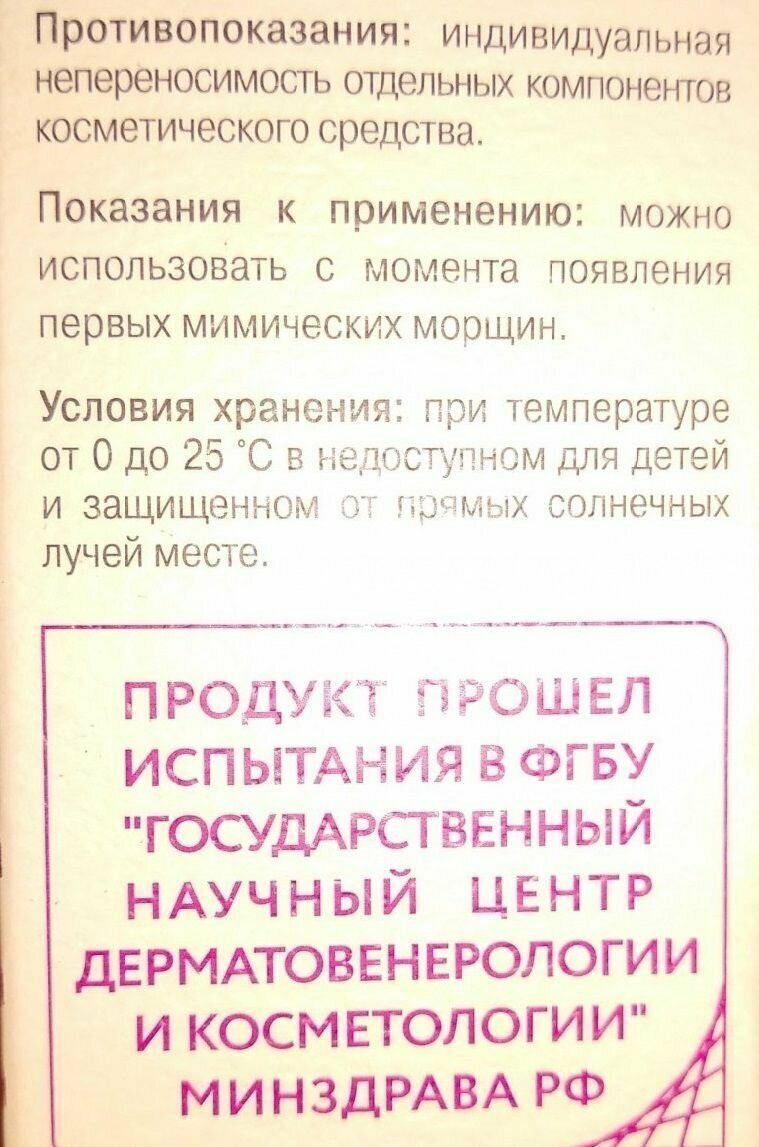 Противопоказания: индивидуальная
непереносимость отдельных компонентов
косметического средства.
Показания к применению: можно
использовать с момента появления
первых мимических морщин.
Условия хранения: при температуре
от 0 до 25 °С в недоступном для детей
и защищенном от прямых солнечных
лучей месте.
ПРОДУКТ ПРОШЕЛ
ИСПЫТАНИЯ В ФГБУ
"ГОСУДАРСТВЕННЫЙ
НАУЧНЫЙ ЦЕНТР
ДЕРМАТОВЕНЕРОЛОГИИ
И КОСМЕТОЛОГИИ"
МИНЗДРАВА РФ